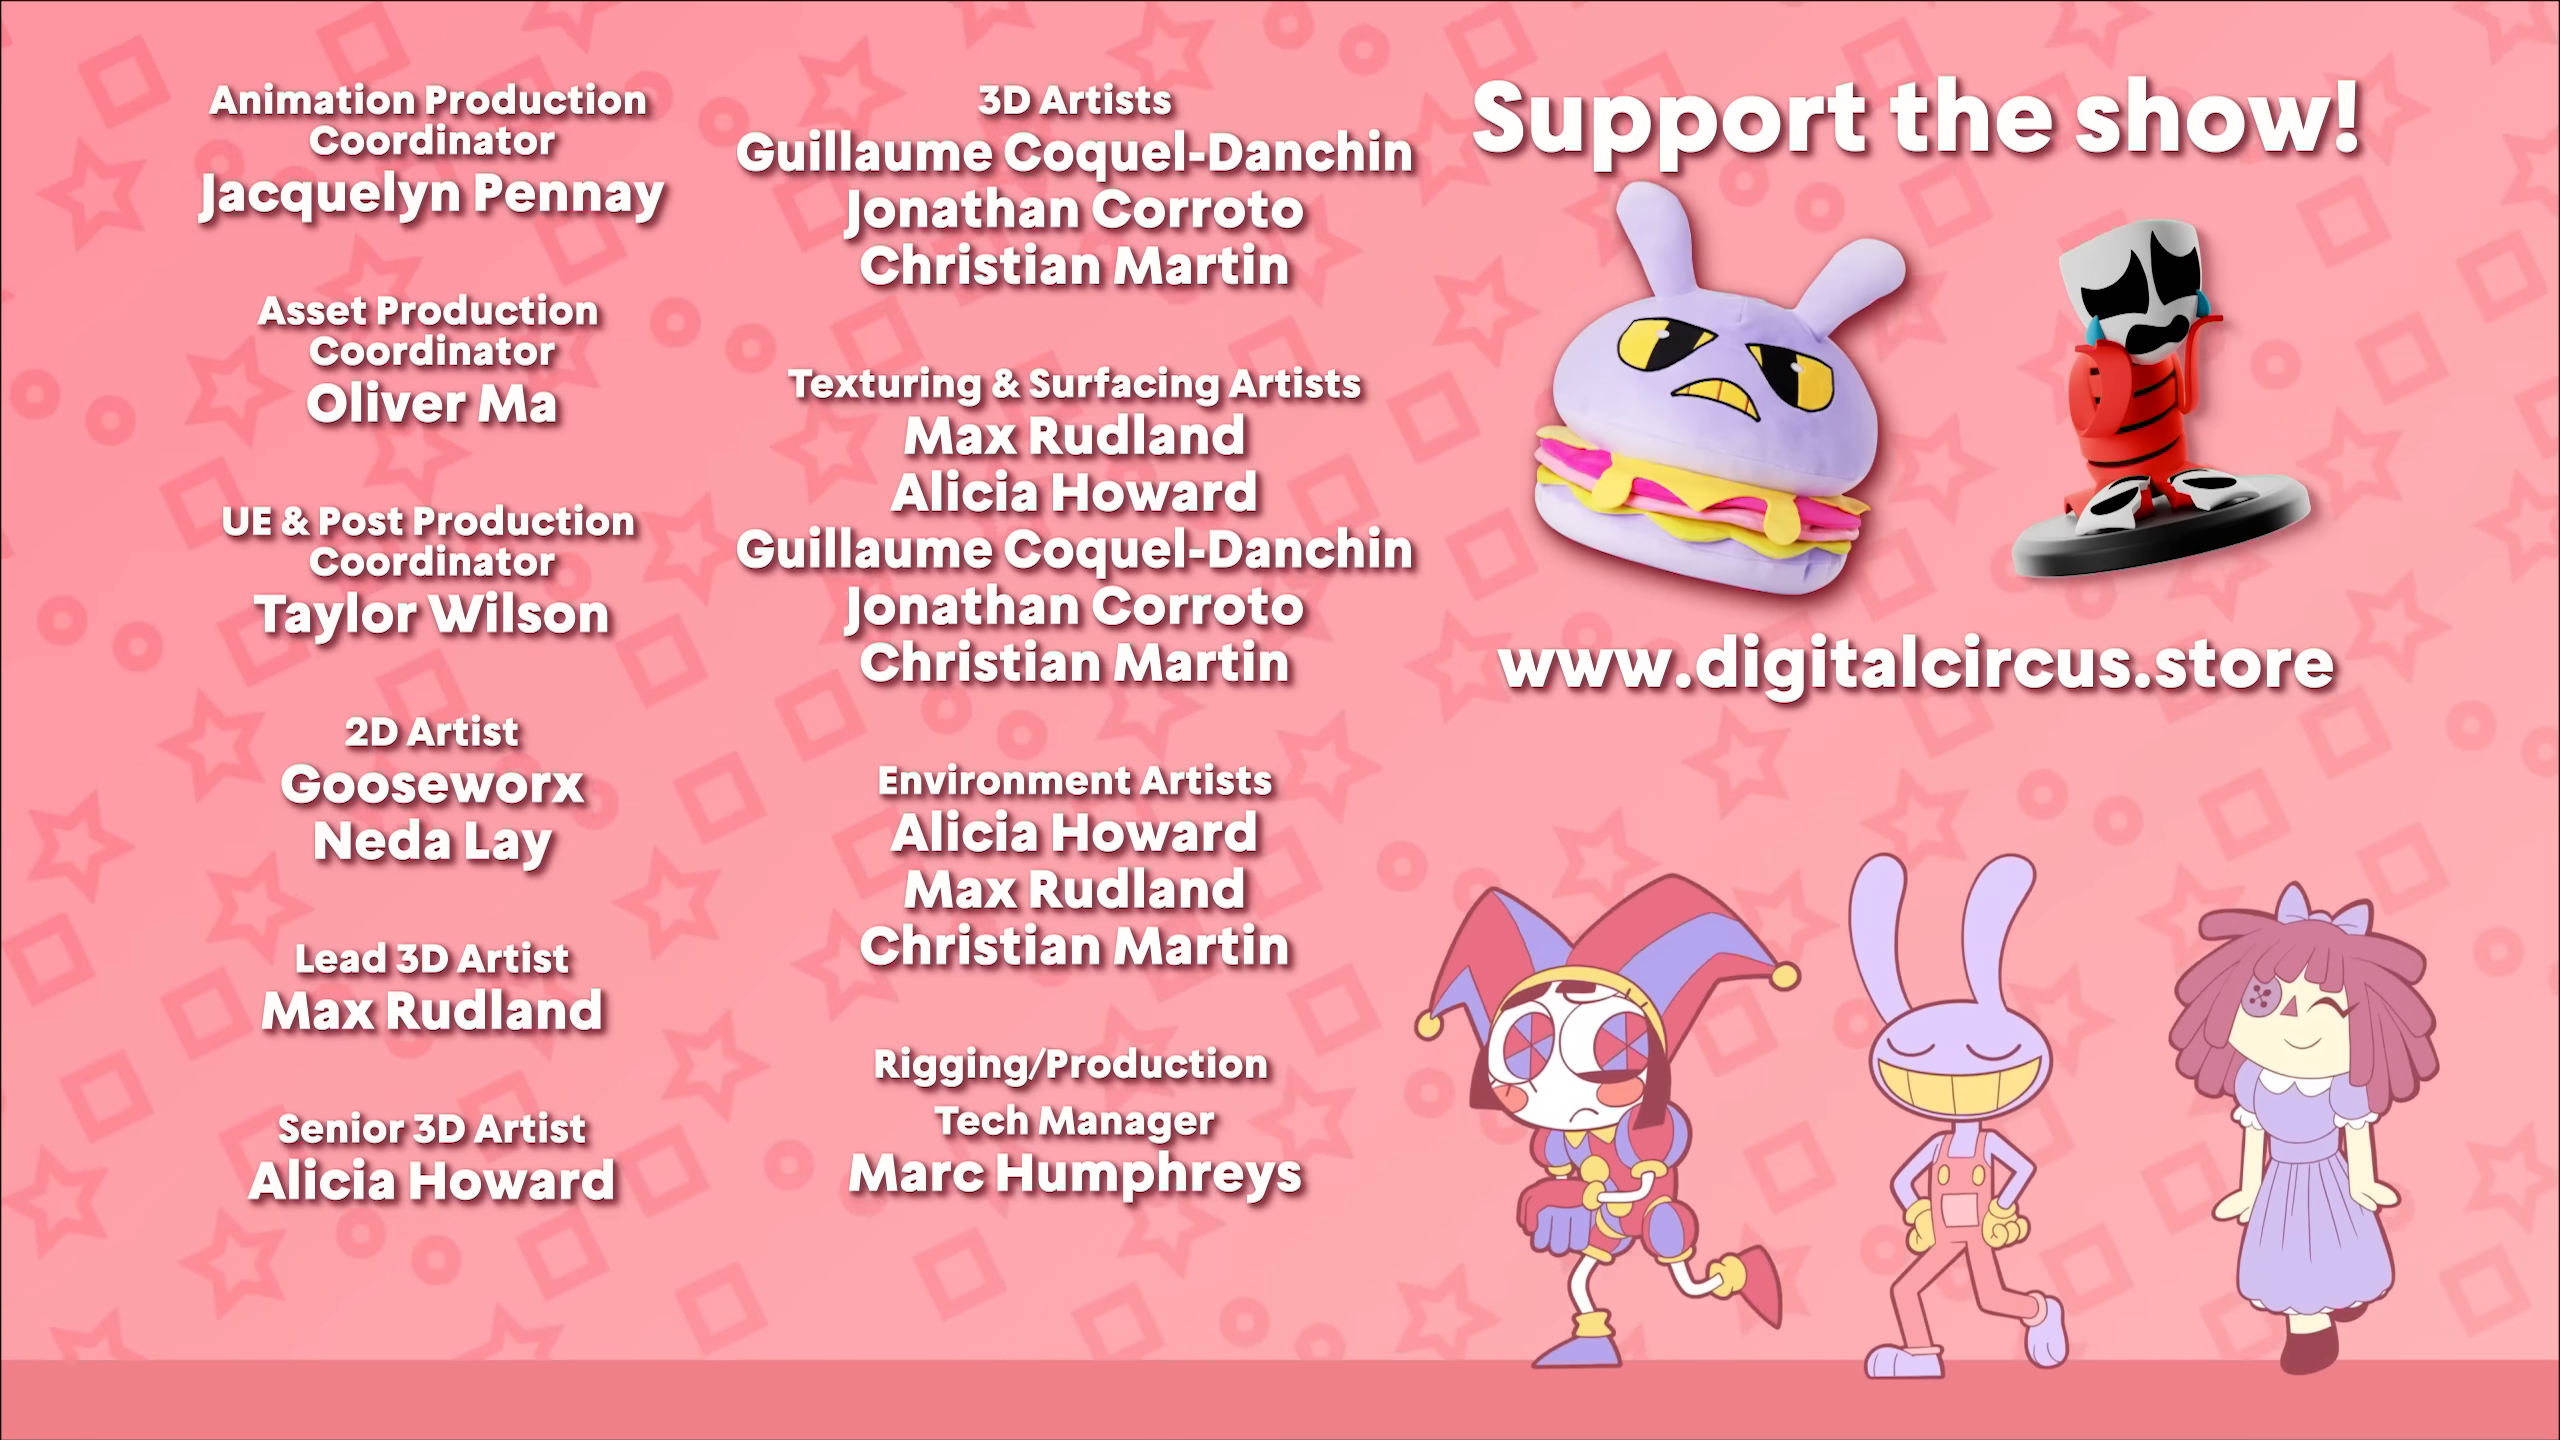 Animation Production
Coordinator
Jacquelyn Pennay
Asset Production
Coordinator
Oliver Ma
UE & Post Production
Coordinator
Taylor Wilson
2D Artist
Gooseworx
Neda Lay
Lead 3D Artist
Max Rudland
Senior 3D Artist
Alicia Howard
3D Artists
Guillaume Coquel-Danchin
Jonathan Corroto
Christian Martin
Texturing & Surfacing Artists
Max Rudland
Alicia Howard
Guillaume Coquel-Danchin
Jonathan Corroto
Christian Martin
Environment Artists
Alicia Howard
Max Rudland
Christian Martin
Rigging/Production
Tech Manager
Marc Humphreys
Support the show!
www.digitalcircus.store